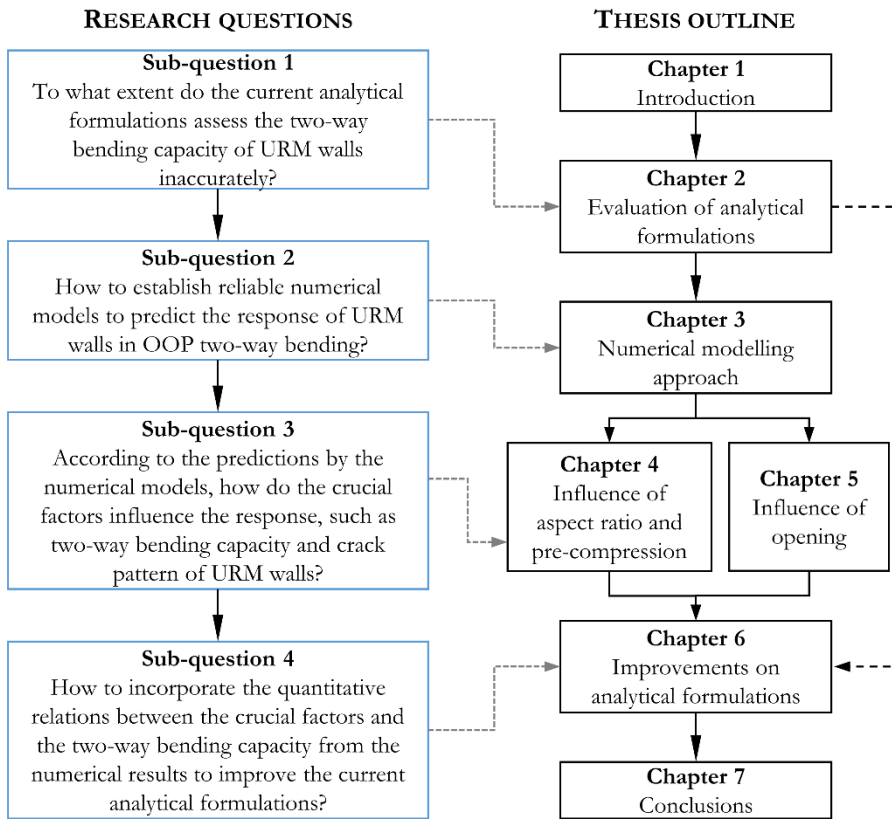 RESEARCH QUESTIONS
Sub-question 1
To what extent do the current analytical
formulations assess the two-way
bending capacity of URM walls
inaccurately?
Sub-question 2
How to establish reliable numerical
models to predict the response of URM
walls in OOP two-way bending?
Sub-question 3
According to the predictions by the
numerical models, how do the crucial
factors influence the response, such as
two-way bending capacity and crack
pattern of URM walls?
Sub-question 4
How to incorporate the quantitative
relations between the crucial factors and
the two-way bending capacity from the
numerical results to improve the current
analytical formulations?
THESIS OUTLINE
Chapter 1
Introduction
Chapter 2
Evaluation of analytical
formulations
Chapter 3
Numerical modelling
approach
Chapter 4
Influence of
aspect ratio and
pre-compression
Chapter 5
Influence of
opening
Chapter 6
Improvements on
analytical formulations
Chapter 7
Conclusions